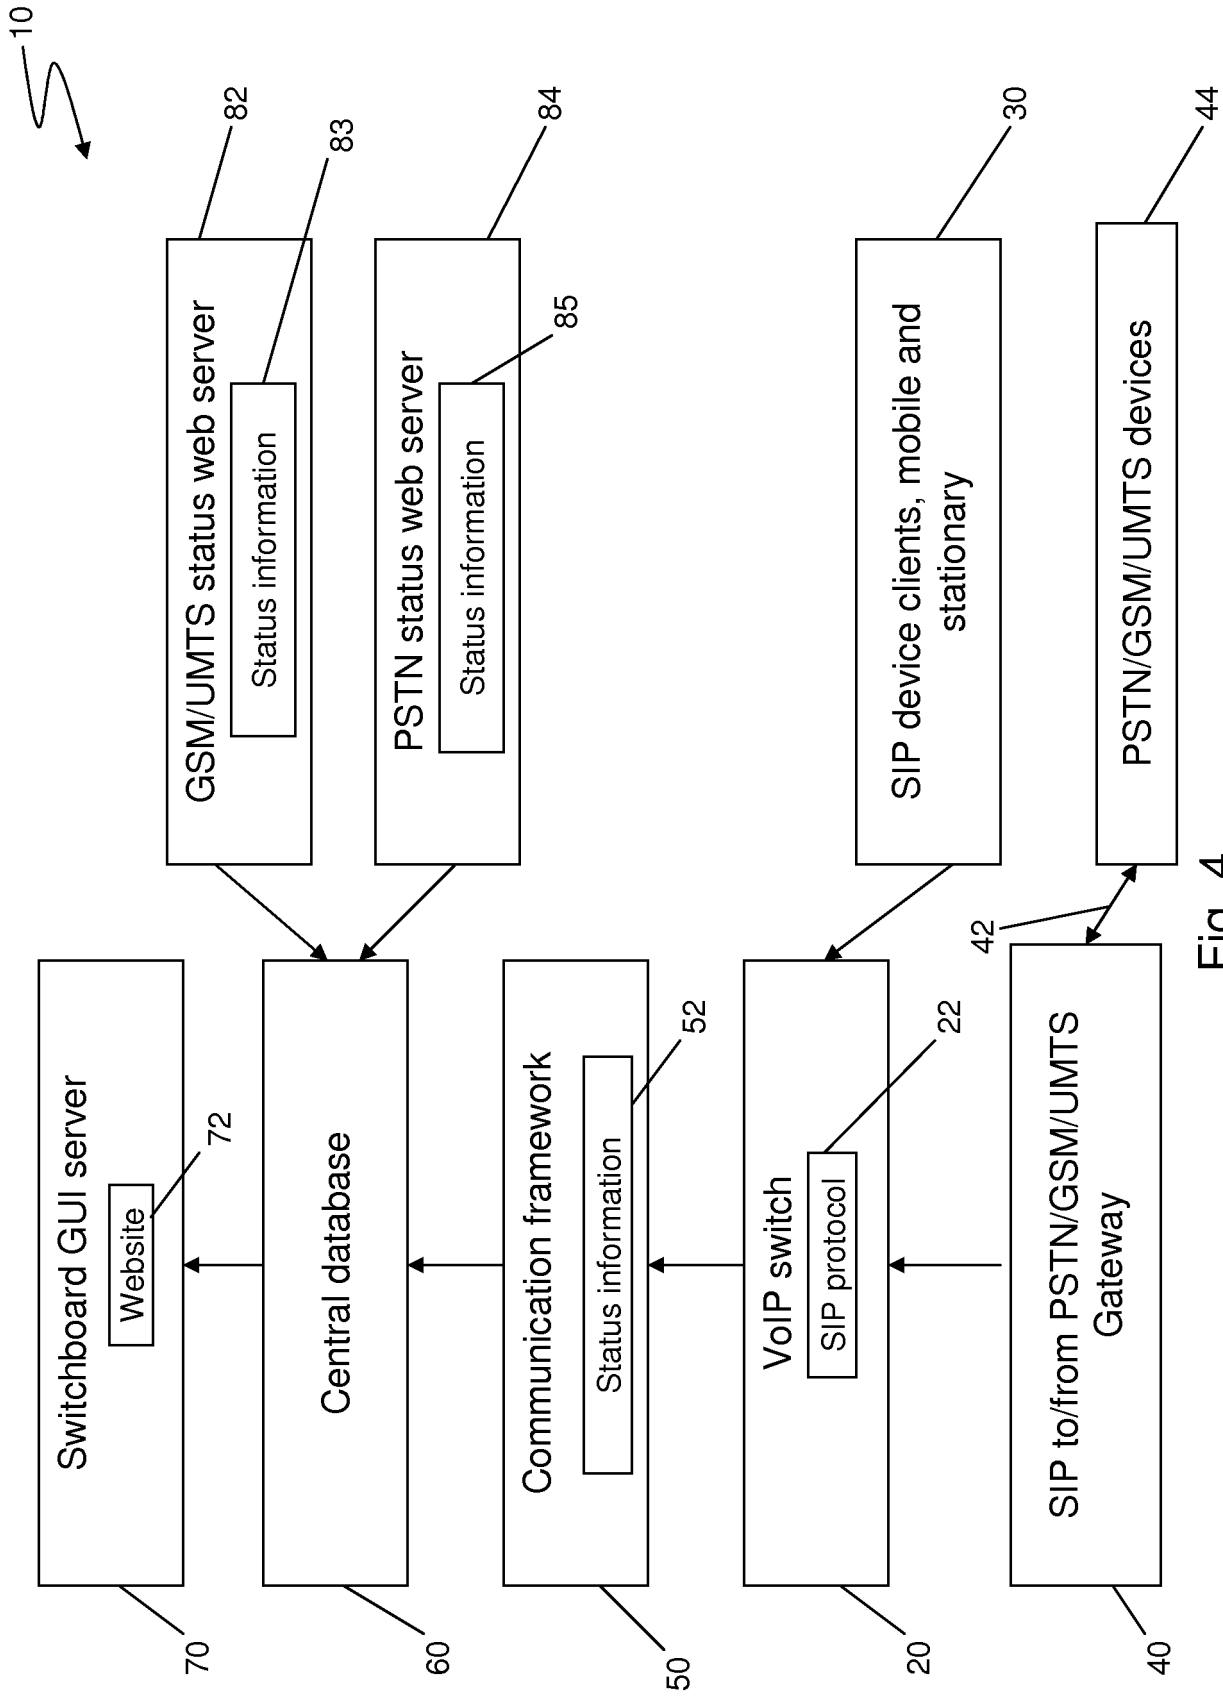 10
Switchboard GUI server
Website
72
70
GSM/UMTS status web server
Status information
82
83
Central database
60
PSTN status web server
Status information
84
85
Communication framework
Status information
52
50
VoIP switch
SIP protocol
22
20
SIP device clients, mobile and
stationary
30
SIP to/from PSTN/GSM/UMTS
Gateway
40
42
PSTN/GSM/UMTS devices
44
Fig. 4